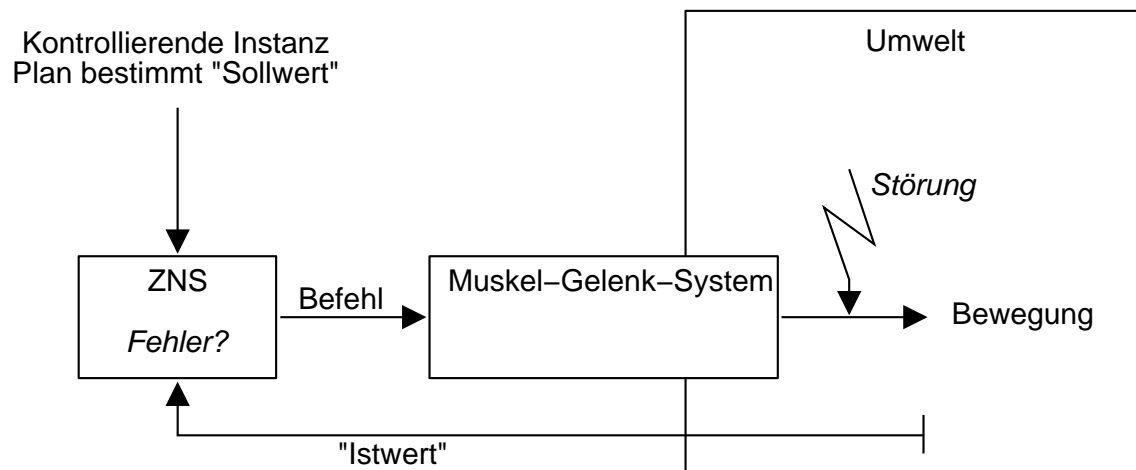 Kontrollierende Instanz
Plan bestimmt "Sollwert"
Umwelt
Störung
ZNS
Fehler?
Befehl
Muskel−Gelenk−System
Bewegung
"Istwert"